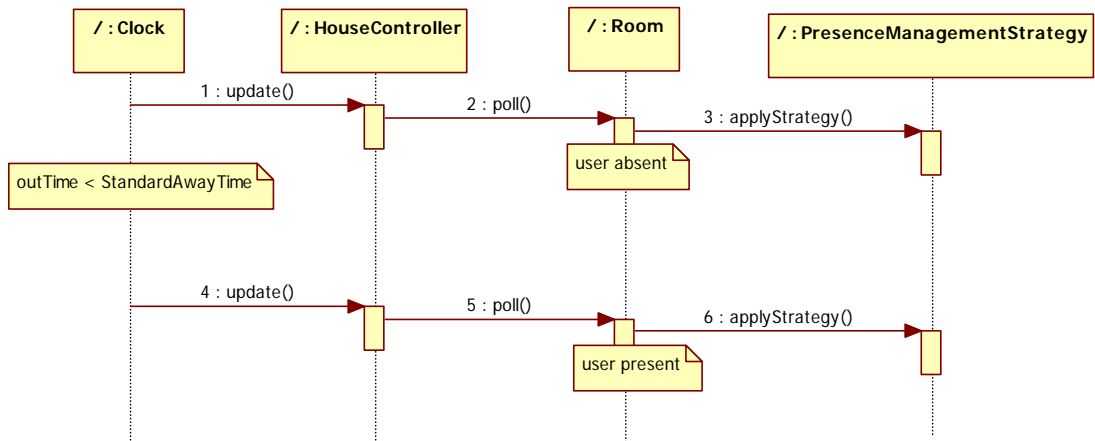 / : Clock
/ : HouseController
/ : Room
/ : PresenceManagementStrategy
1 : update()
2 : poll()
3 : applyStrategy()
user absent
outTime < StandardAwayTime
4 : update()
5 : poll()
6 : applyStrategy()
user present